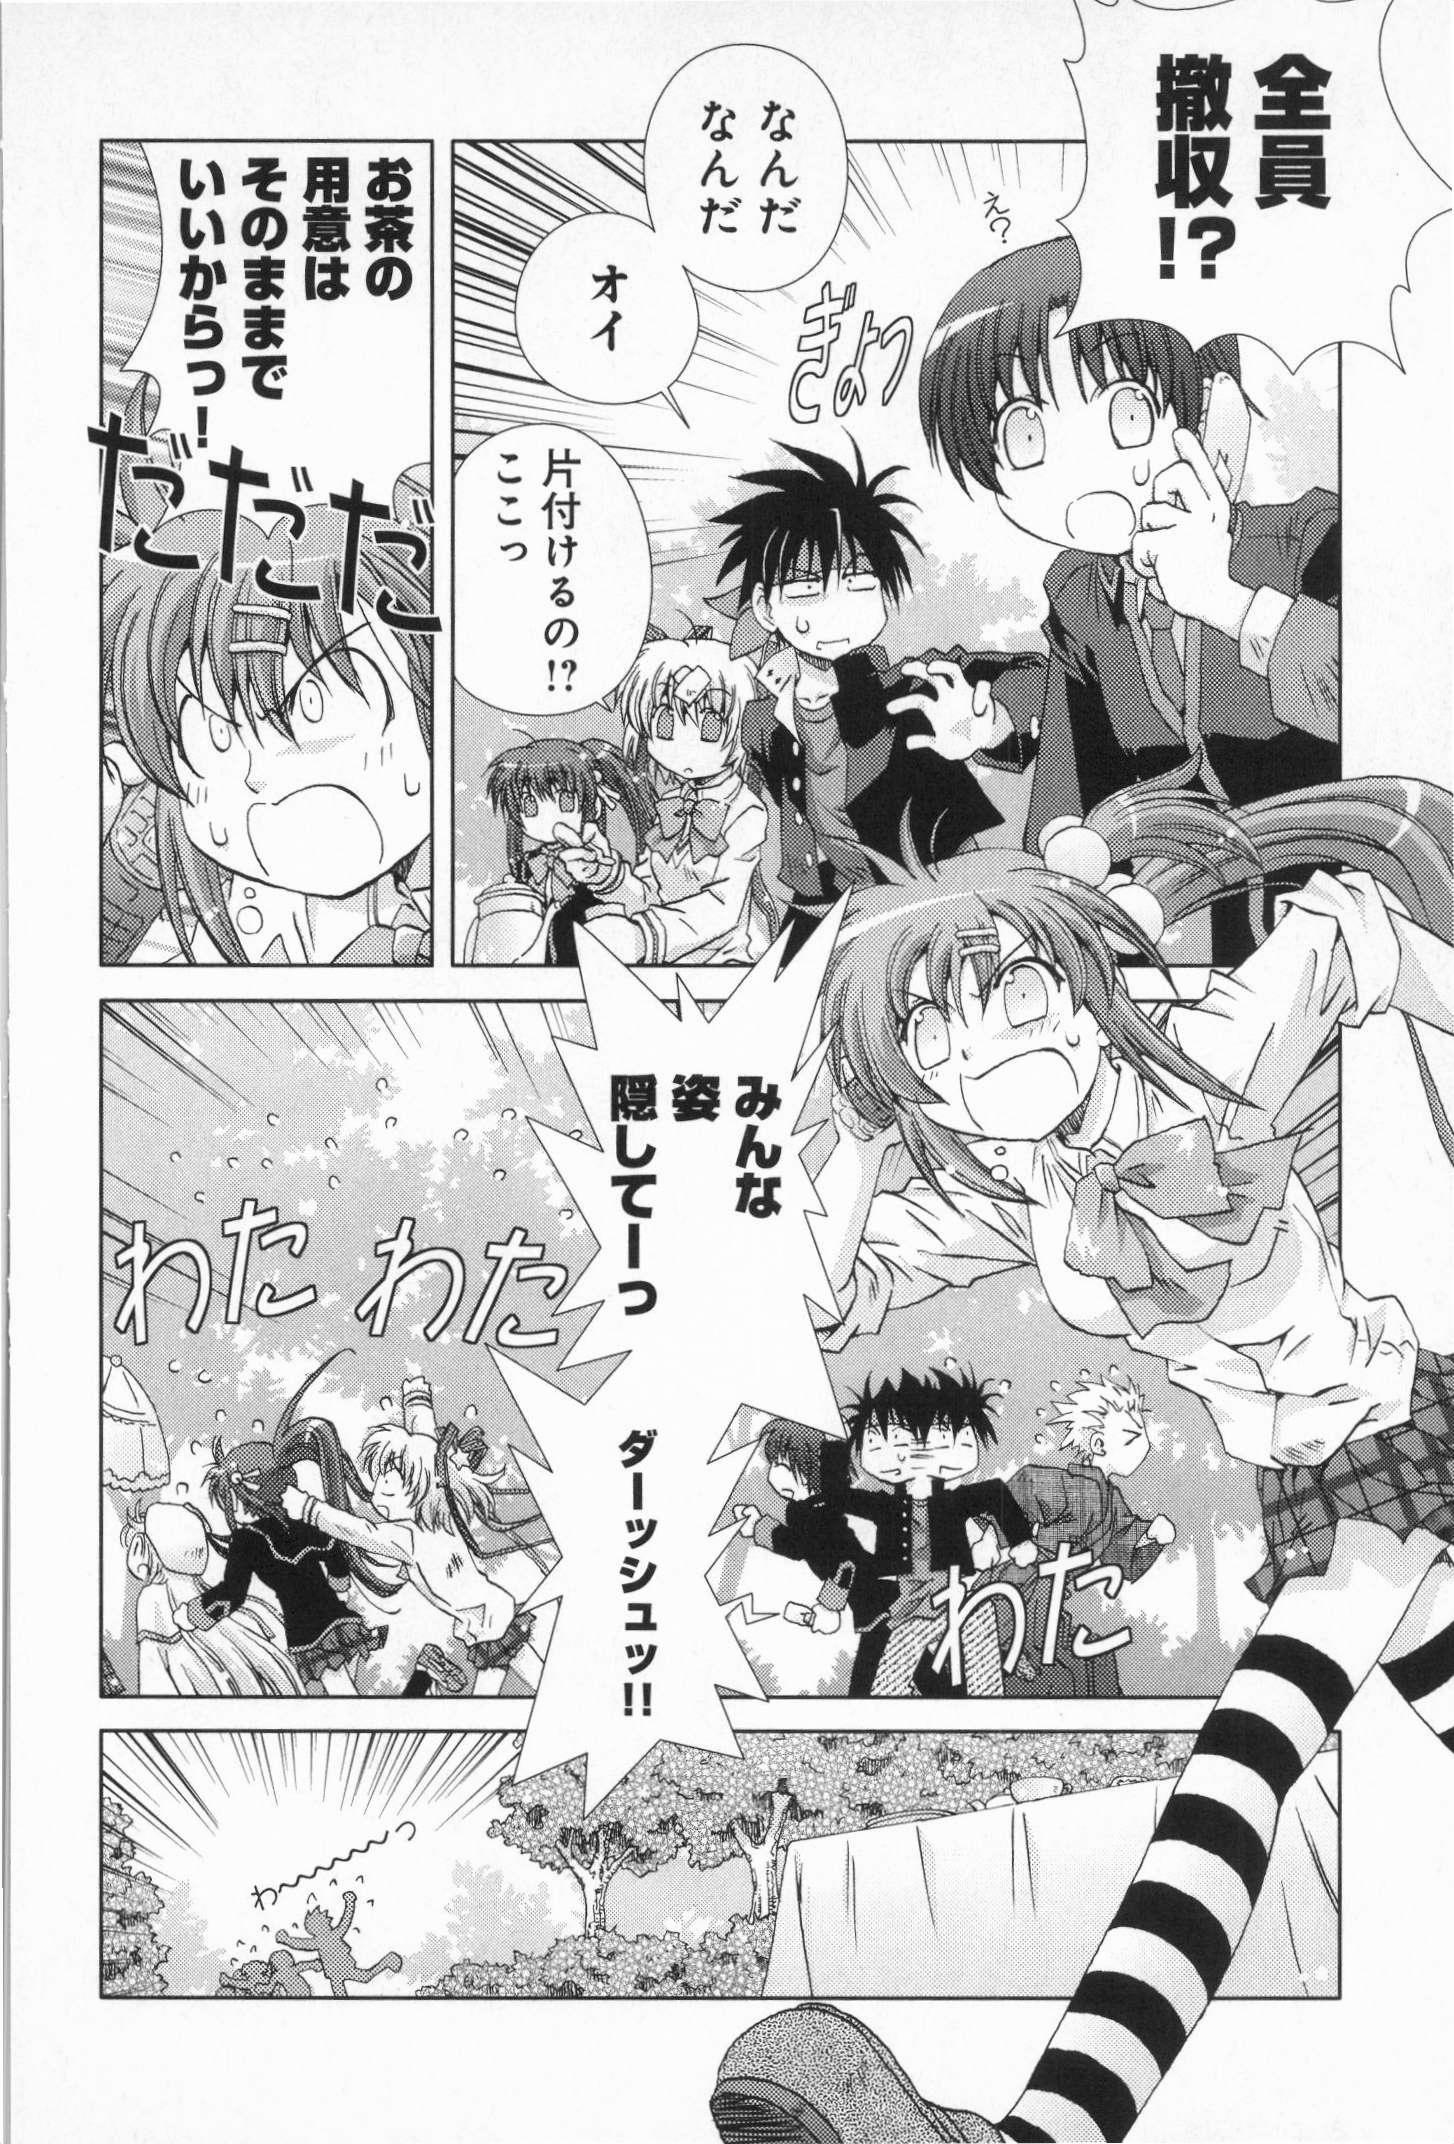 全員
撤収!?
え?
なんだ
なんだ
オイ
ぎょっ
片付けるの!?
ここっ
お茶の
用意は
そのままで
いいからっ!
だだだ
みんな
姿
隠してーっ
ダーッシュッ!!
わた
わた
わた
わ〜〜〜っ